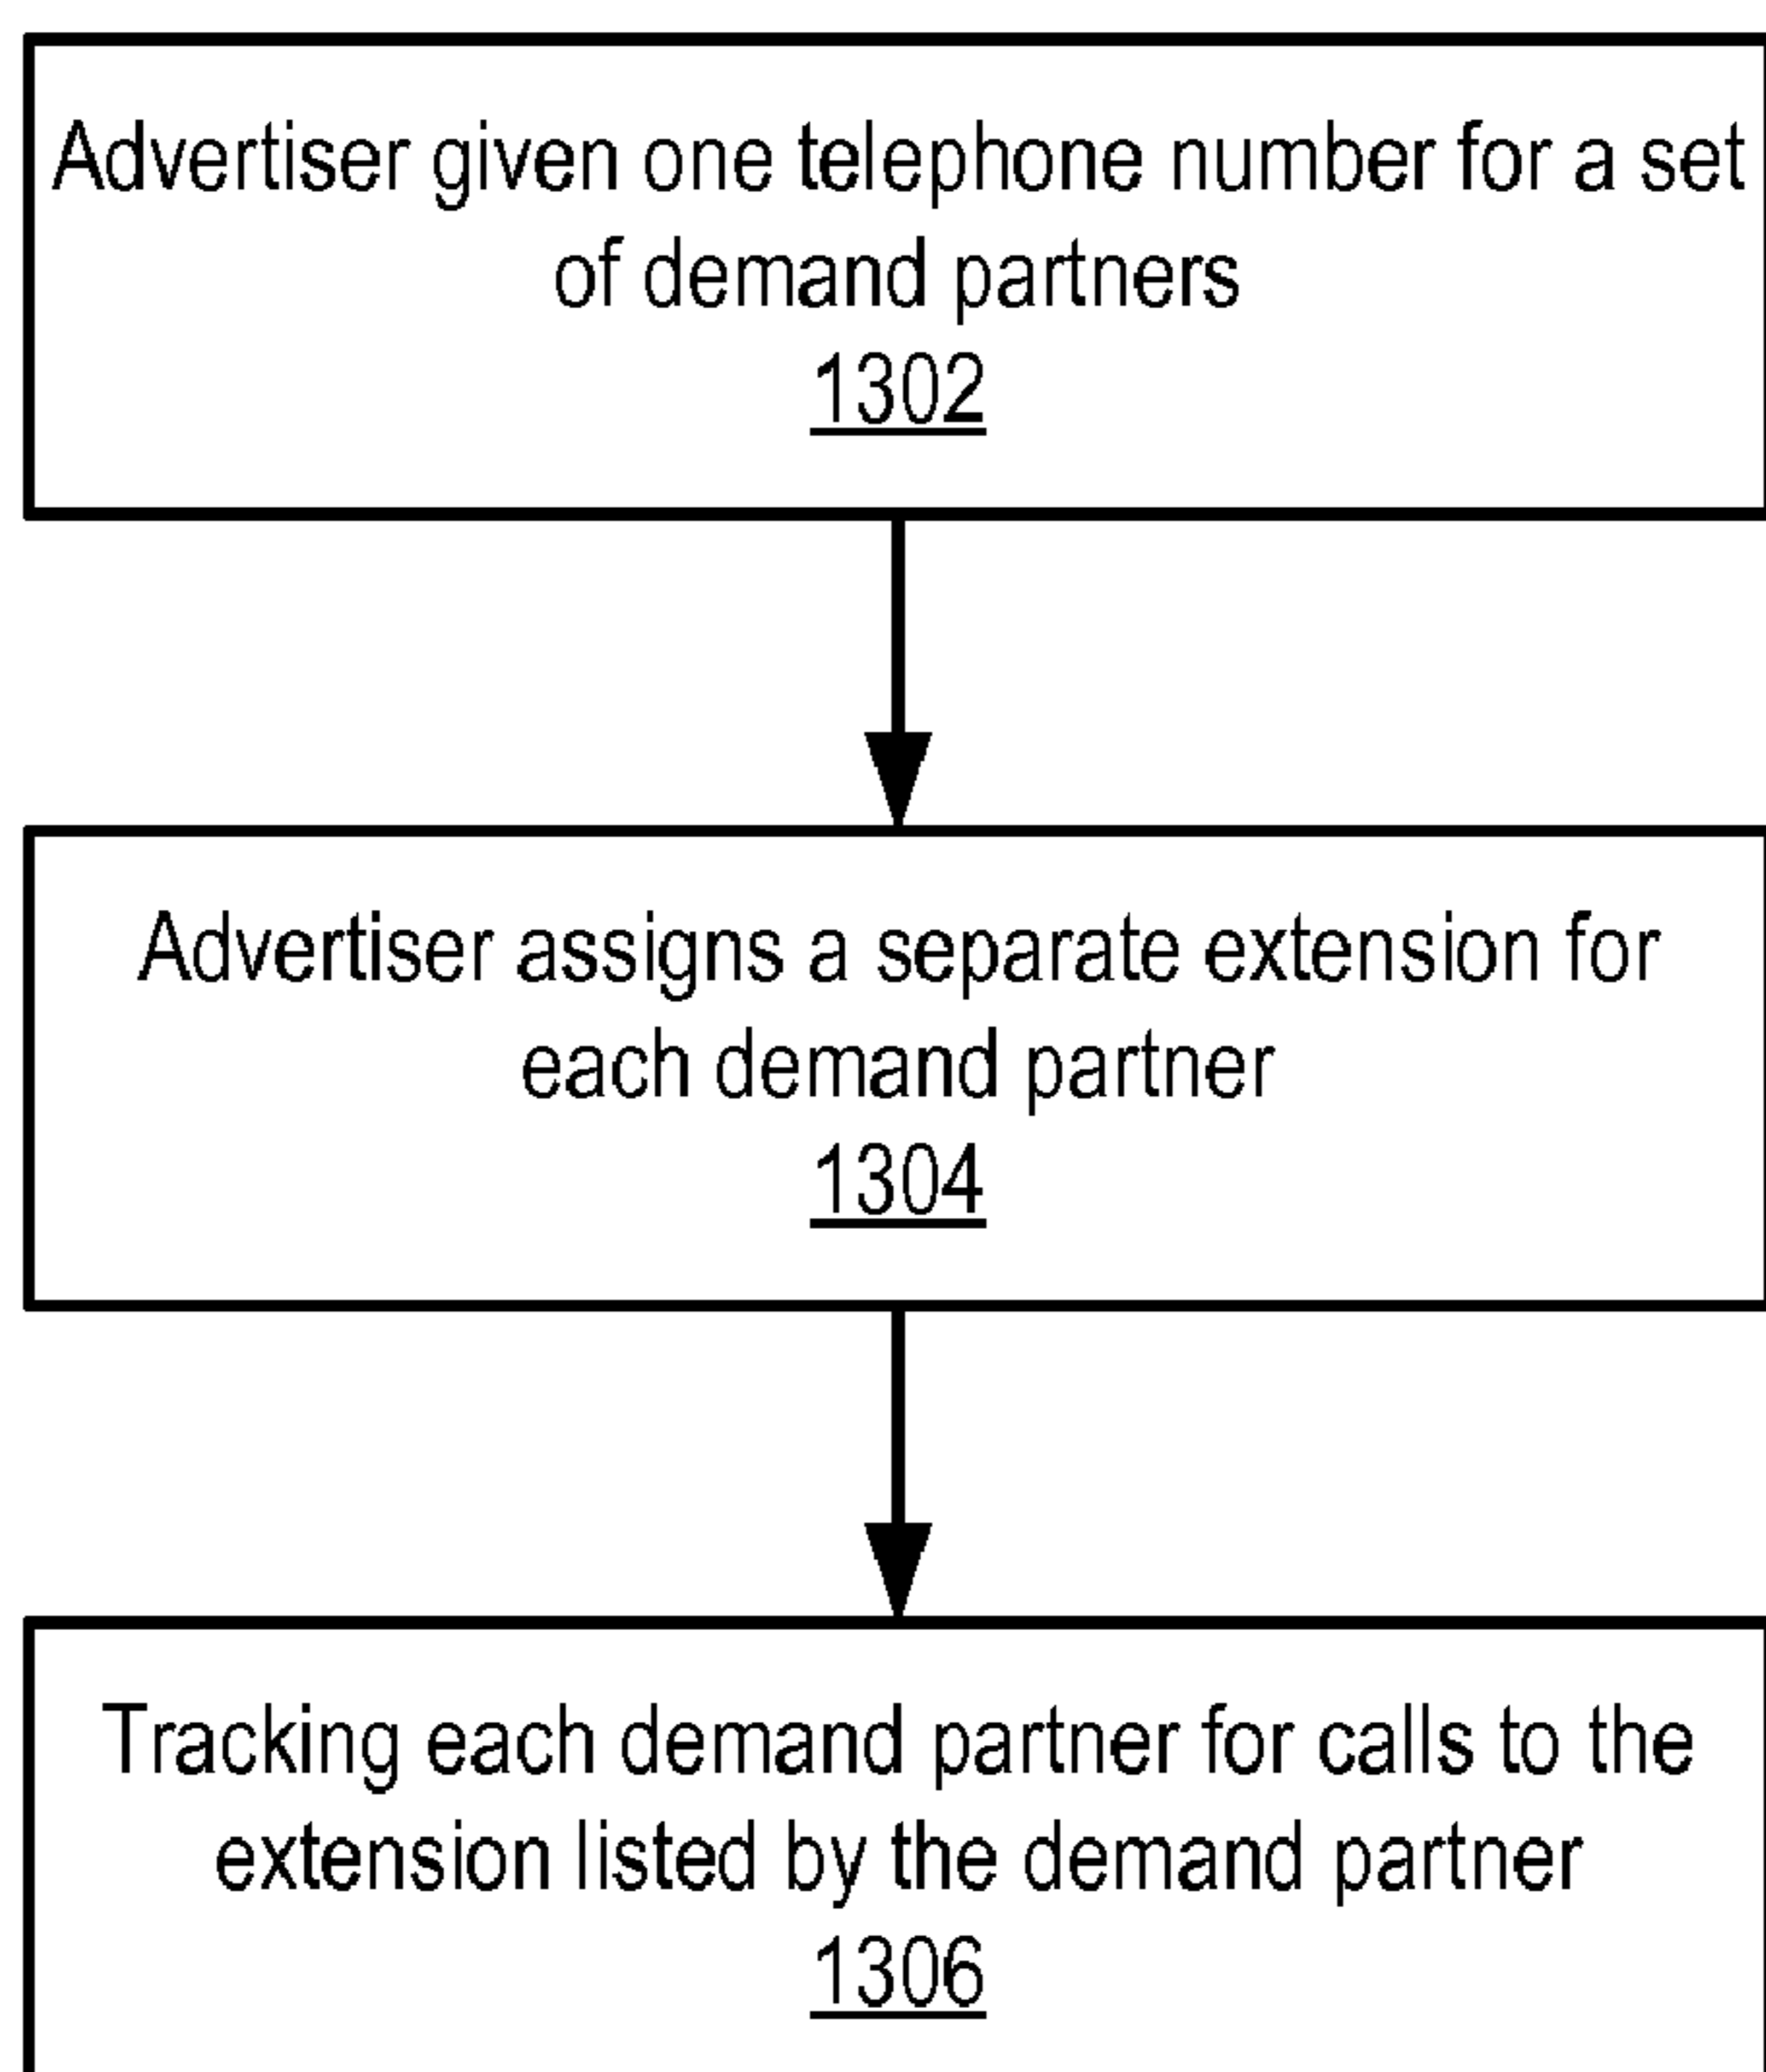 Advertiser given one telephone number for a set
of demand partners
1302
Advertiser assigns a separate extension for
each demand partner
1304
Tracking each demand partner for calls to the
extension listed by the demand partner
1306